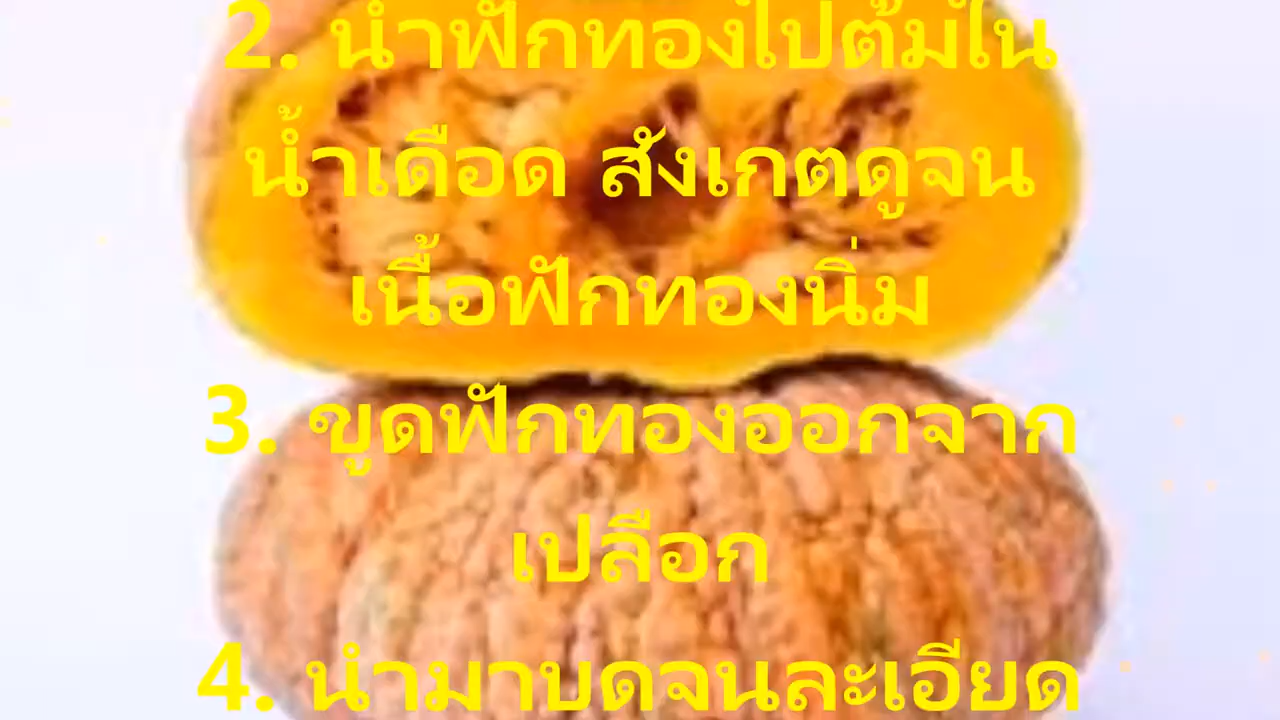 2. นำฟักทองไปต้มใน
น้ำเดือด สังเกตดูจน
เนื้อฟักทองนิ่ม
3. ขูดฟักทองออกจาก
เปลือก
4. นำมาบดจนละเอียด